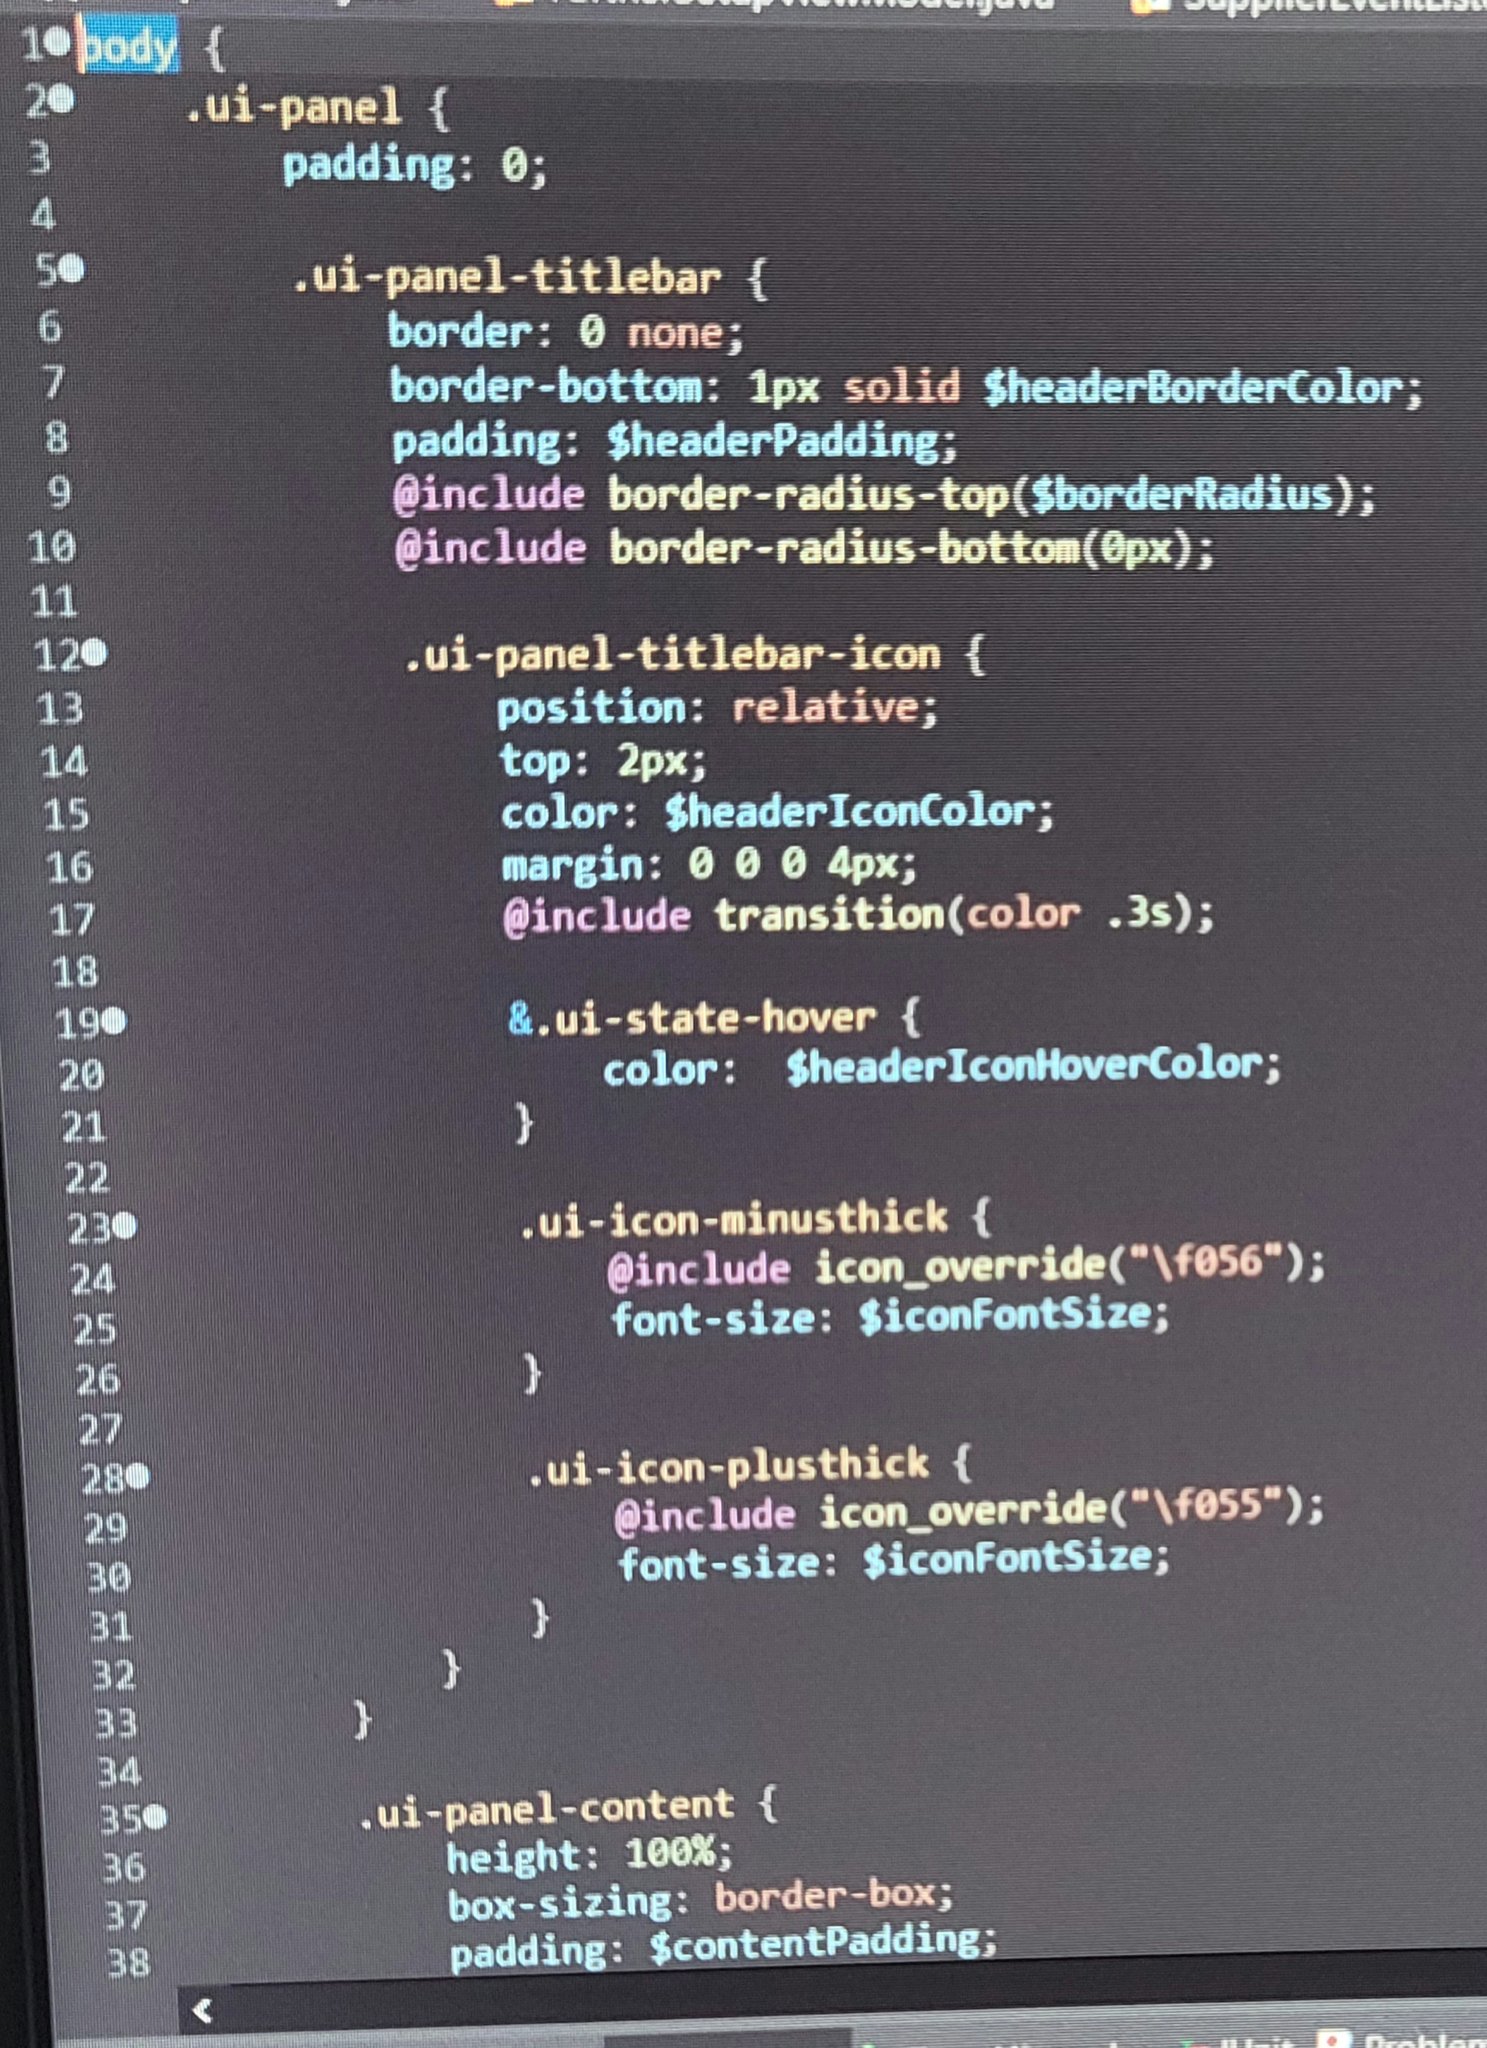 1 body {
2 .ui-panel {
3 padding: 0;
4
5 .ui-panel-titlebar {
6 border: 0 none;
7 border-bottom: 1px solid $headerBorderColor;
8 padding: $headerPadding;
9 @include border-radius-top($borderRadius);
10 @include border-radius-bottom(0px);
11
12 .ui-panel-titlebar-icon {
13 position: relative;
14 top: 2px;
15 color: $headerIconColor;
16 margin: 0 0 0 4px;
17 @include transition(color .3s);
18
19 &.ui-state-hover {
20 color:  $headerIconHoverColor;
21 }
22
23 .ui-icon-minusthick {
24 @include icon_override("\f056");
25 font-size: $iconFontSize;
26 }
27
28 .ui-icon-plusthick {
29 @include icon_override("\f055");
30 font-size: $iconFontSize;
31 }
32 }
33 }
34
35 .ui-panel-content {
36 height: 100%;
37 box-sizing: border-box;
38 padding: $contentPadding;